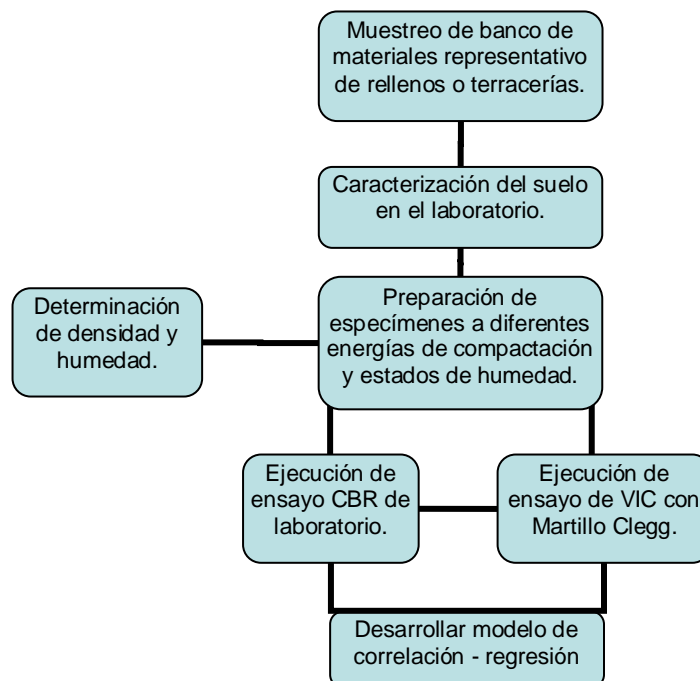 Muestreo de banco de
materiales representativo
de rellenos o terracerías.
Caracterización del suelo
en el laboratorio.
Determinación
de densidad y
humedad.
Preparación de
especímenes a diferentes
energías de compactación
y estados de humedad.
Ejecución de
ensayo CBR de
laboratorio.
Ejecución de
ensayo de VIC con
Martillo Clegg.
Desarrollar modelo de
correlación - regresión